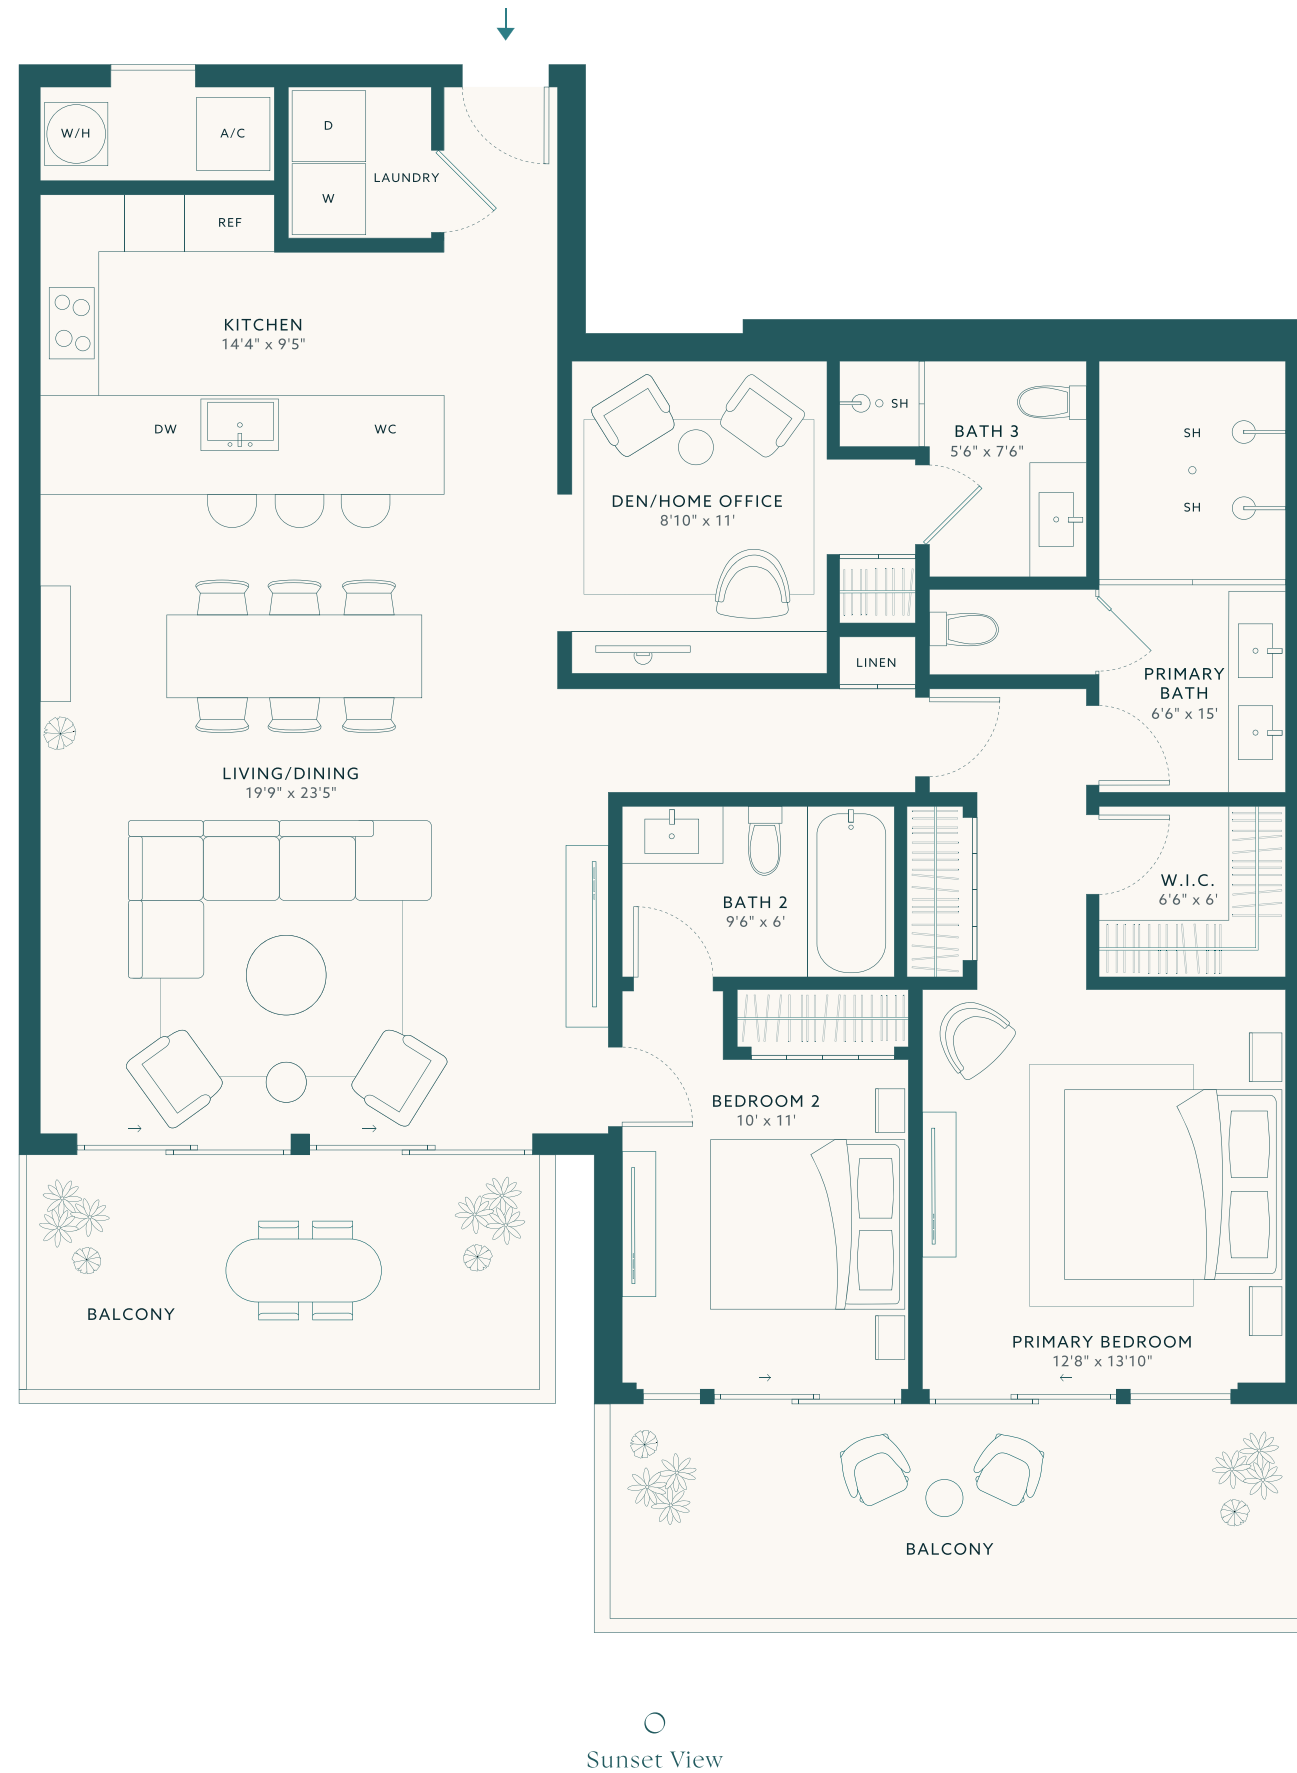 W/H
A/C
D
W
LAUNDRY
REF
KITCHEN
14'4" x 9'5"
DW
WC
SH
BATH 3
5'6" x 7'6"
SH
SH
DEN/HOME OFFICE
8'10" x 11'
LINEN
PRIMARY
BATH
6'6" x 15'
LIVING/DINING
19'9" x 23'5"
BATH 2
9'6" x 6'
W.I.C.
6'6" x 6'
BEDROOM 2
10' x 11'
PRIMARY BEDROOM
12'8" x 13'10"
BALCONY
BALCONY
Sunset View